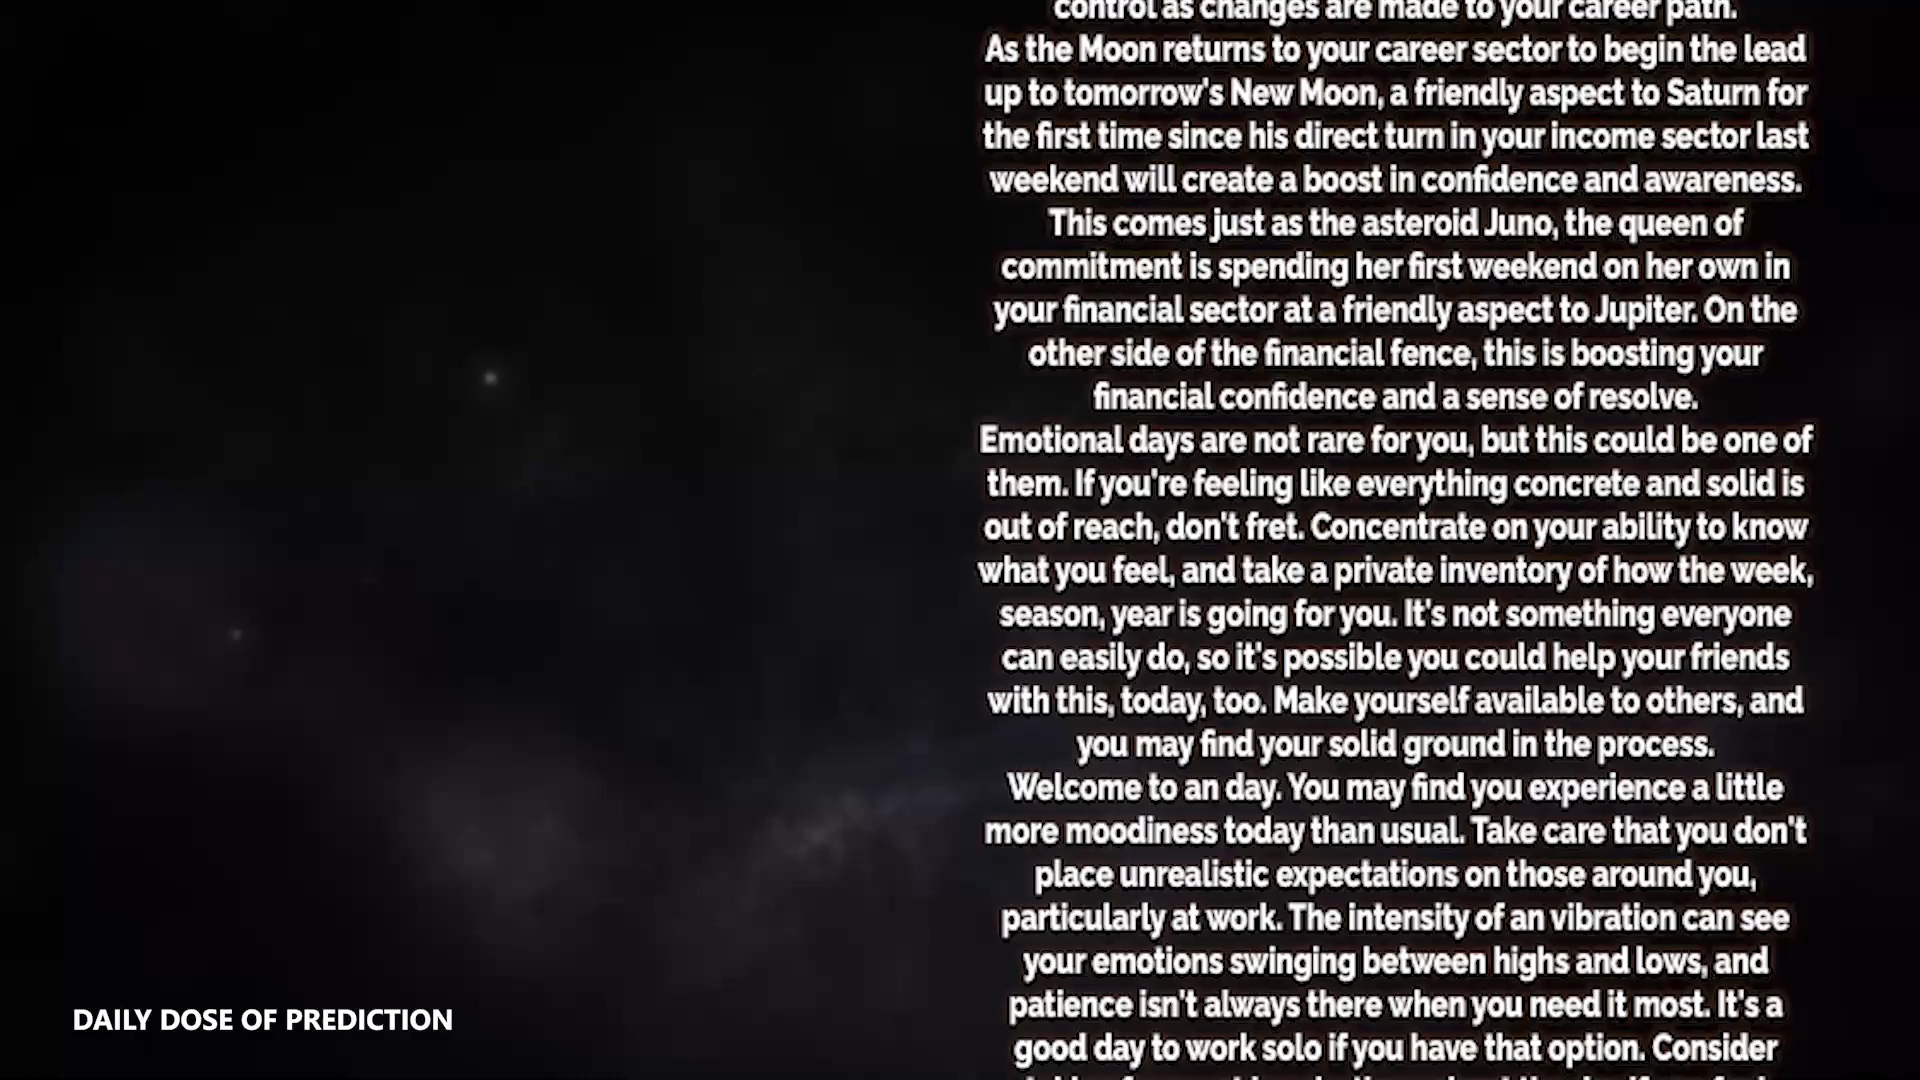 control as changes are made to your career path.
As the Moon returns to your career sector to begin the lead
up to tomorrow's New Moon, a friendly aspect to Saturn for
the first time since his direct turn in your income sector last
weekend will create a boost in confidence and awareness.
This comes just as the asteroid Juno, the queen of
commitment is spending her first weekend on her own in
your financial sector at a friendly aspect to Jupiter. On the
other side of the financial fence, this is boosting your
financial confidence and a sense of resolve.
Emotional days are not rare for you, but this could be one of
them. If you're feeling like everything concrete and solid is
out of reach, don't fret. Concentrate on your ability to know
what you feel, and take a private inventory of how the week,
season, year is going for you. It's not something everyone
can easily do, so it's possible you could help your friends
with this, today, too. Make yourself available to others, and
you may find your solid ground in the process.
Welcome to an day. You may find you experience a little
more moodiness today than usual. Take care that you don't
place unrealistic expectations on those around you,
particularly at work. The intensity of an vibration can see
your emotions swinging between highs and lows, and
patience isn't always there when you need it most. It's a
good day to work solo if you have that option. Consider
DAILY DOSE OF PREDICTION